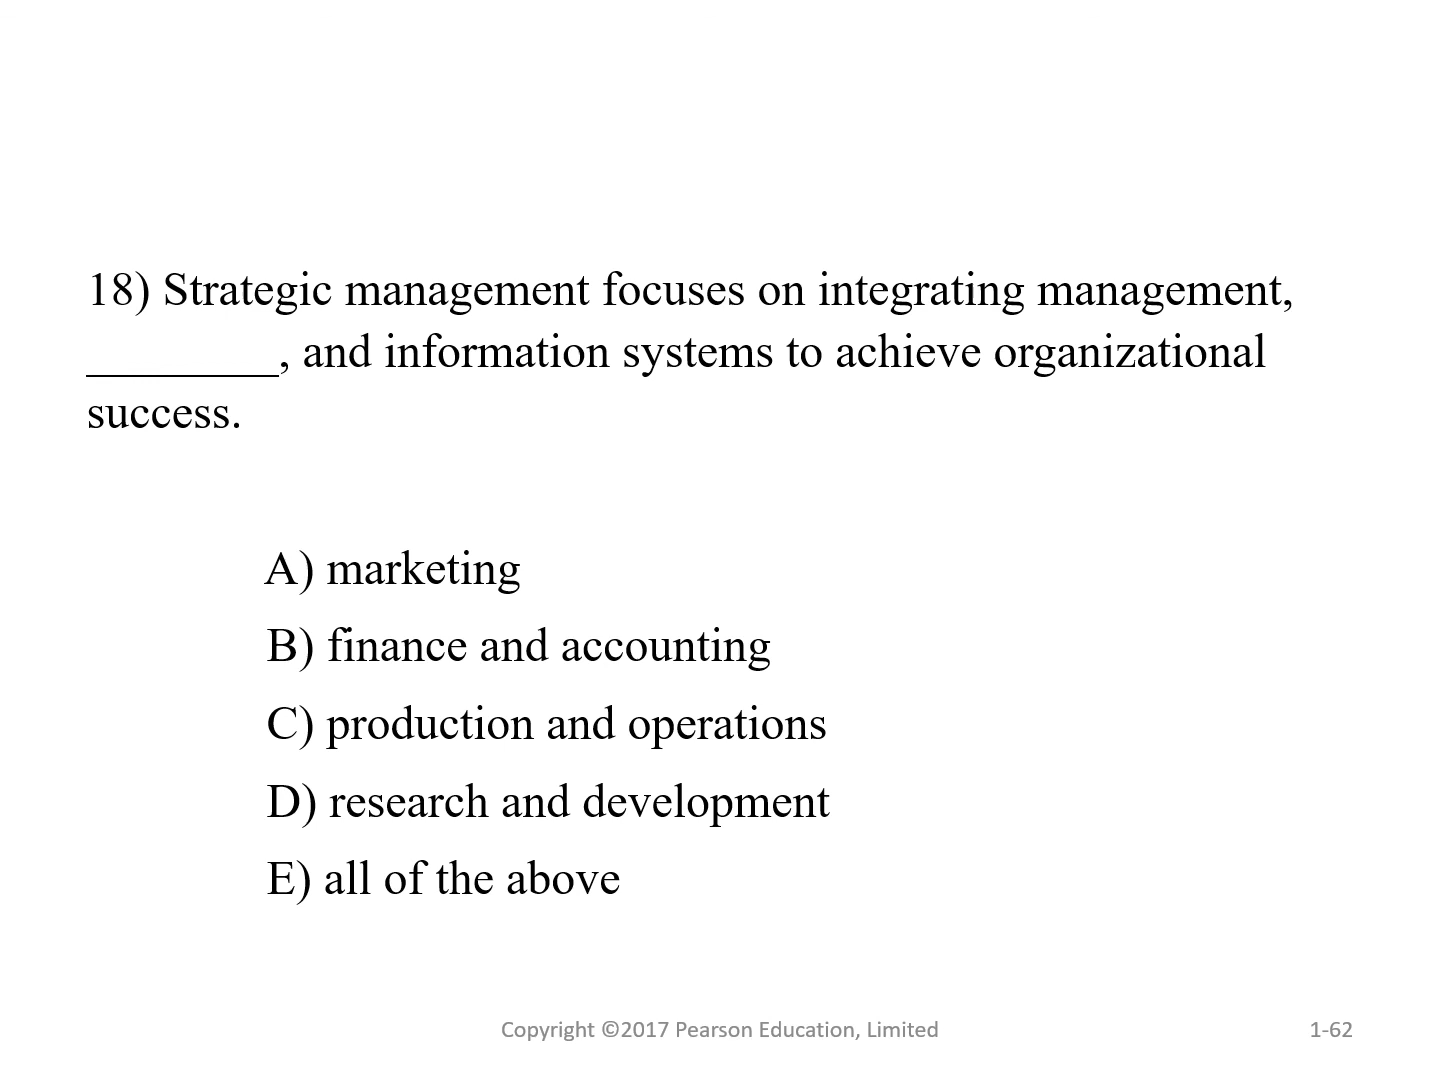 18) Strategic management focuses on integrating management,
________, and information systems to achieve organizational
success.
A) marketing
B) finance and accounting
C) production and operations
D) research and development
E) all of the above
Copyright ©2017 Pearson Education, Limited
1-62